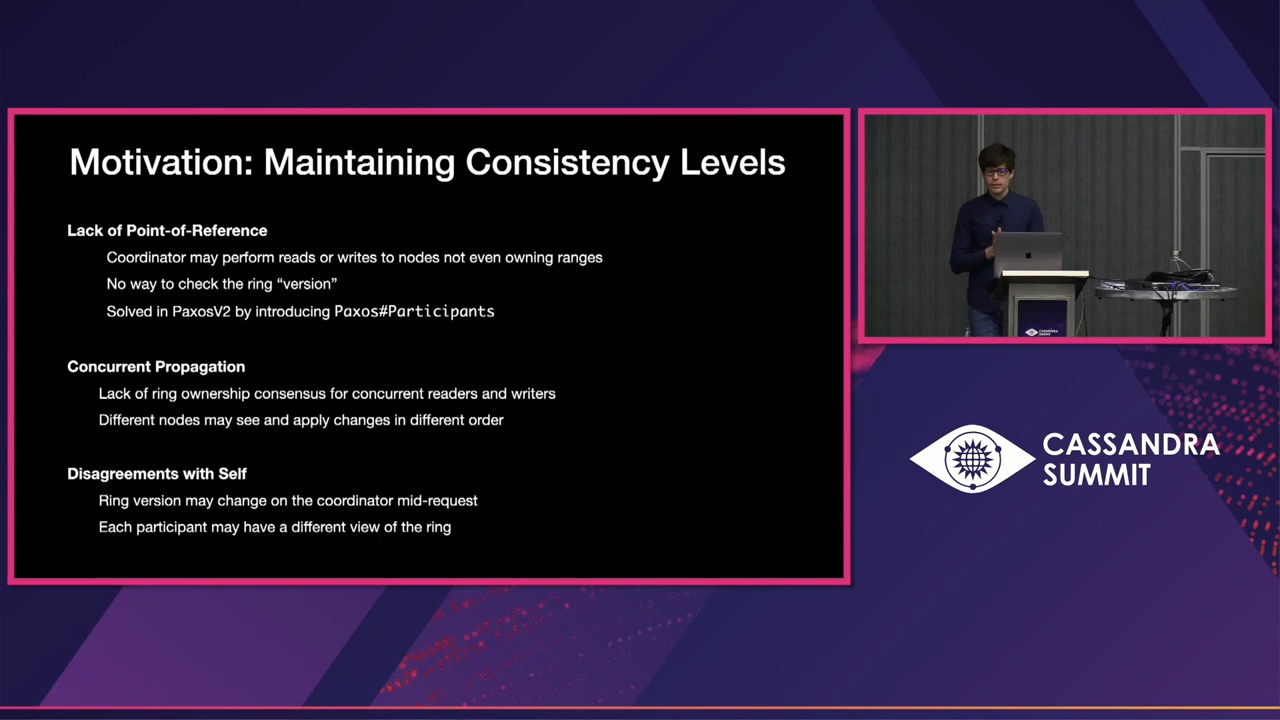 Motivation: Maintaining Consistency Levels
Lack of Point-of-Reference
Coordinator may perform reads or writes to nodes not even owning ranges
No way to check the ring “version”
Solved in PaxosV2 by introducing Paxos#Participants
Concurrent Propagation
Lack of ring ownership consensus for concurrent readers and writers
Different nodes may see and apply changes in different order
Disagreements with Self
Ring version may change on the coordinator mid-request
Each participant may have a different view of the ring
CASSANDRA
SUMMIT
CASSANDRA
SUMMIT